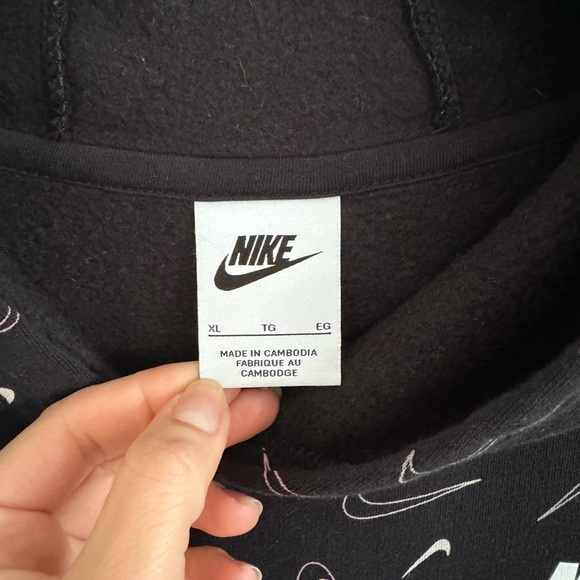 NIKE
XL TG EG
MADE IN CAMBODIA
FABRIQUE AU
CAMBODGE